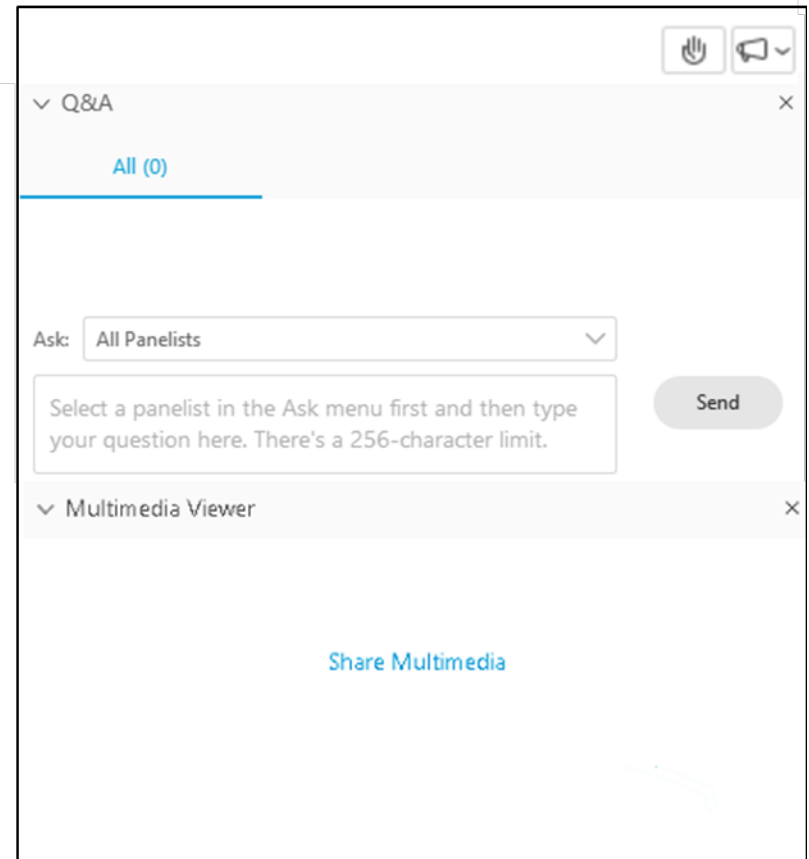 Q&A
All (0)
Ask:
All Panelists
Select a panelist in the Ask menu first and then type
your question here. There's a 256-character limit.
Send
Multimedia Viewer
Share Multimedia